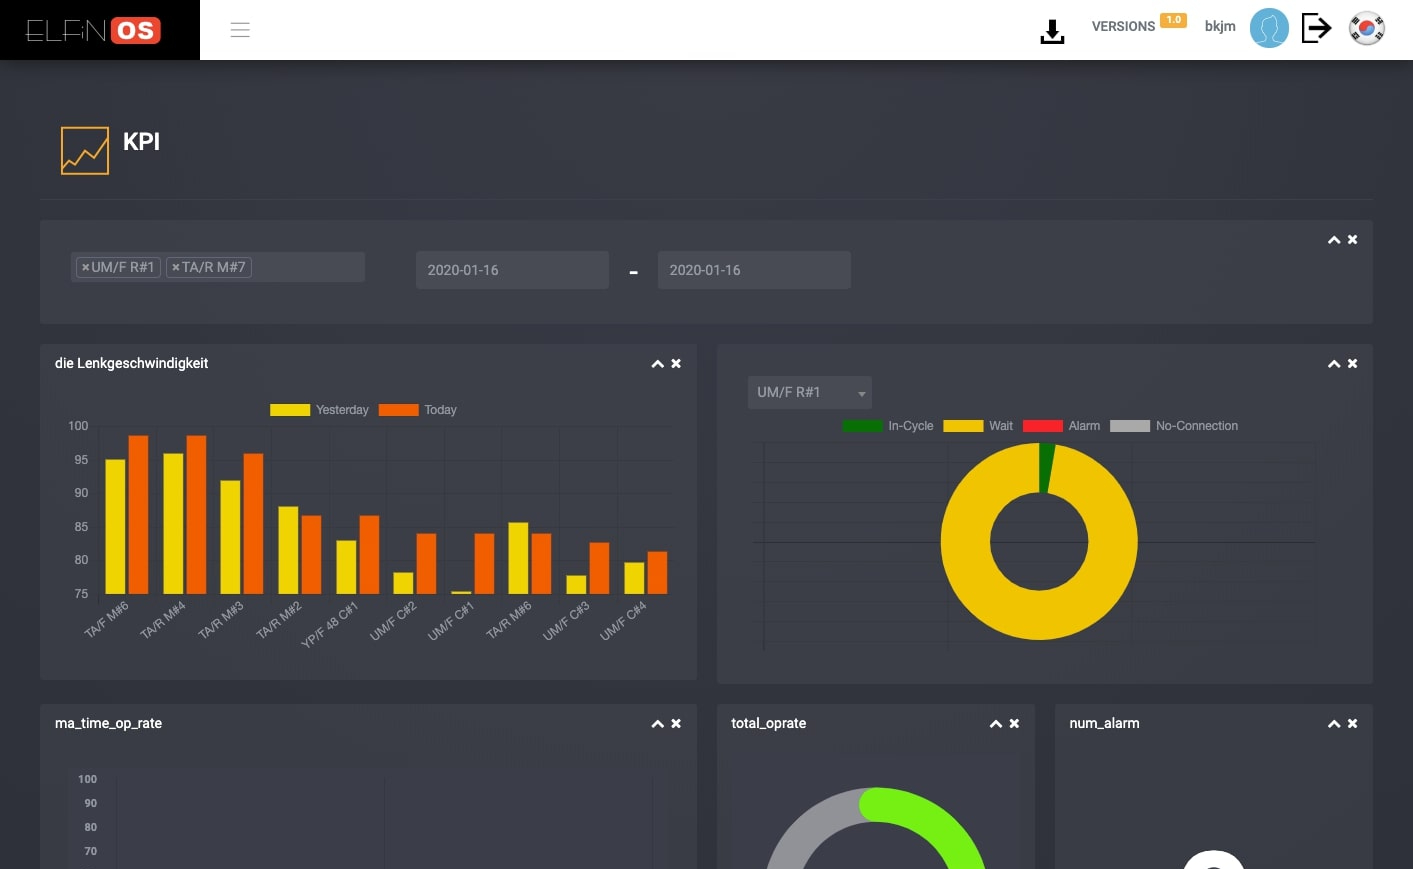 ELFiN OS
VERSIONS 1.0 bkjm
KPI
×UM/F R#1 ×TA/R M#7 2020-01-16 - 2020-01-16
die Lenkgeschwindigkeit
Yesterday Today
100
95
90
85
80
75
TA/F M#6 TA/R M#4 TA/R M#3 TA/R M#2 YP/F 48 C#1 UM/F C#2 UM/F C#1 TA/R M#6 UM/F C#3 UM/F C#4
UM/F R#1
In-Cycle Wait Alarm No-Connection
ma_time_op_rate
100
90
80
70
total_oprate
num_alarm